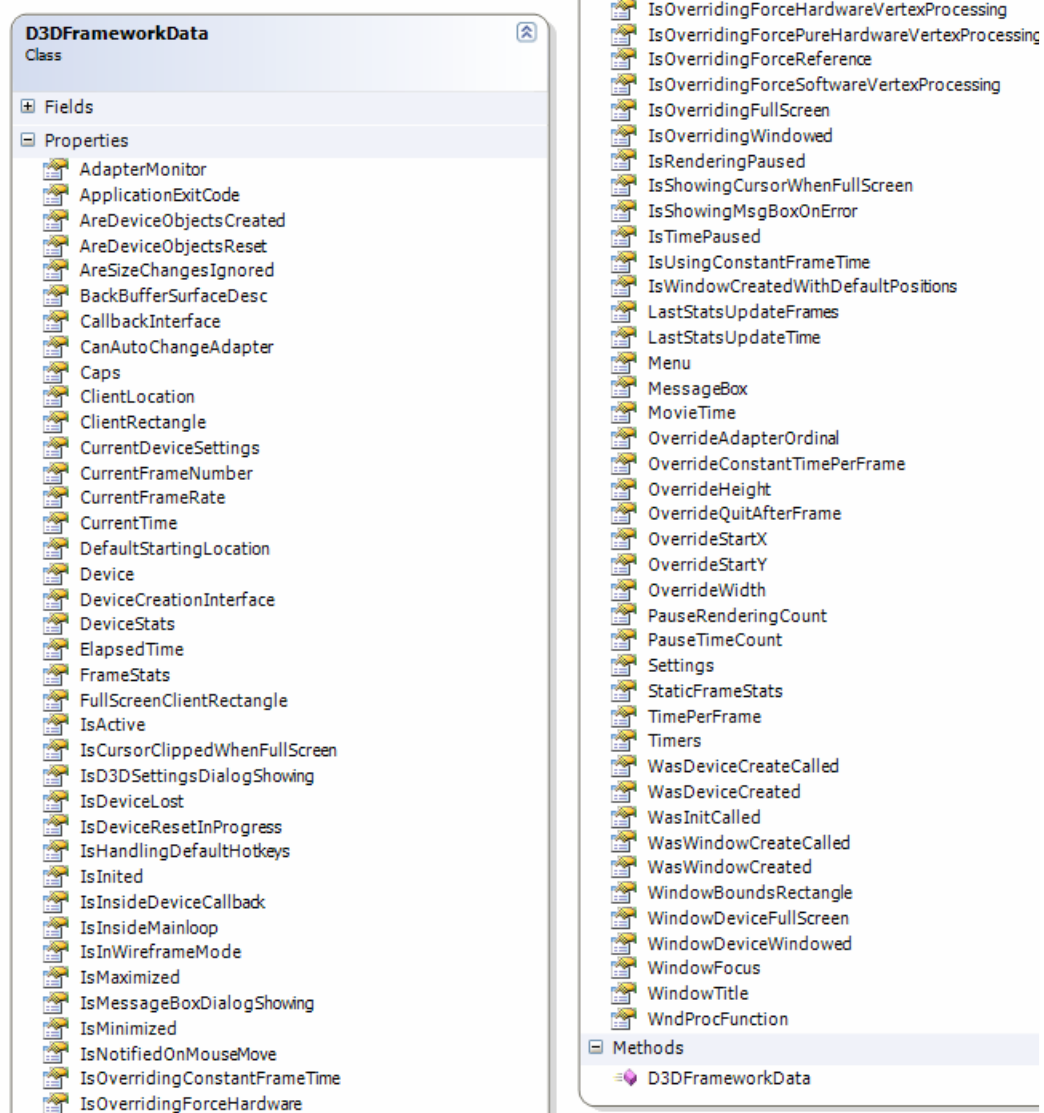 D3DFrameworkData
Class
Fields
Properties
AdapterMonitor
ApplicationExitCode
AreDeviceObjectsCreated
AreDeviceObjectsReset
AreSizeChangesIgnored
BackBufferSurfaceDesc
CallbackInterface
CanAutoChangeAdapter
Caps
ClientLocation
ClientRectangle
CurrentDeviceSettings
CurrentFrameNumber
CurrentFrameRate
CurrentTime
DefaultStartingLocation
Device
DeviceCreationInterface
DeviceStats
ElapsedTime
FrameStats
FullScreenClientRectangle
IsActive
IsCursorClippedWhenFullScreen
IsD3DSettingsDialogShowing
IsDeviceLost
IsDeviceResetInProgress
IsHandlingDefaultHotkeys
IsInited
IsInsideDeviceCallback
IsInsideMainloop
IsInWireframeMode
IsMaximized
IsMessageBoxDialogShowing
IsMinimized
IsNotifiedOnMouseMove
IsOverridingConstantFrameTime
IsOverridingForceHardware
IsOverridingForceHardwareVertexProcessing
IsOverridingForcePureHardwareVertexProcessing
IsOverridingForceReference
IsOverridingForceSoftwareVertexProcessing
IsOverridingFullScreen
IsOverridingWindowed
IsRenderingPaused
IsShowingCursorWhenFullScreen
IsShowingMsgBoxOnError
IsTimePaused
IsUsingConstantFrameTime
IsWindowCreatedWithDefaultPositions
LastStatsUpdateFrames
LastStatsUpdateTime
Menu
MessageBox
MovieTime
OverrideAdapterOrdinal
OverrideConstantTimePerFrame
OverrideHeight
OverrideQuitAfterFrame
OverrideStartX
OverrideStartY
OverrideWidth
PauseRenderingCount
PauseTimeCount
Settings
StaticFrameStats
TimePerFrame
Timers
WasDeviceCreateCalled
WasDeviceCreated
WasInitCalled
WasWindowCreateCalled
WasWindowCreated
WindowBoundsRectangle
WindowDeviceFullScreen
WindowDeviceWindowed
WindowFocus
WindowTitle
WndProcFunction
Methods
D3DFrameworkData